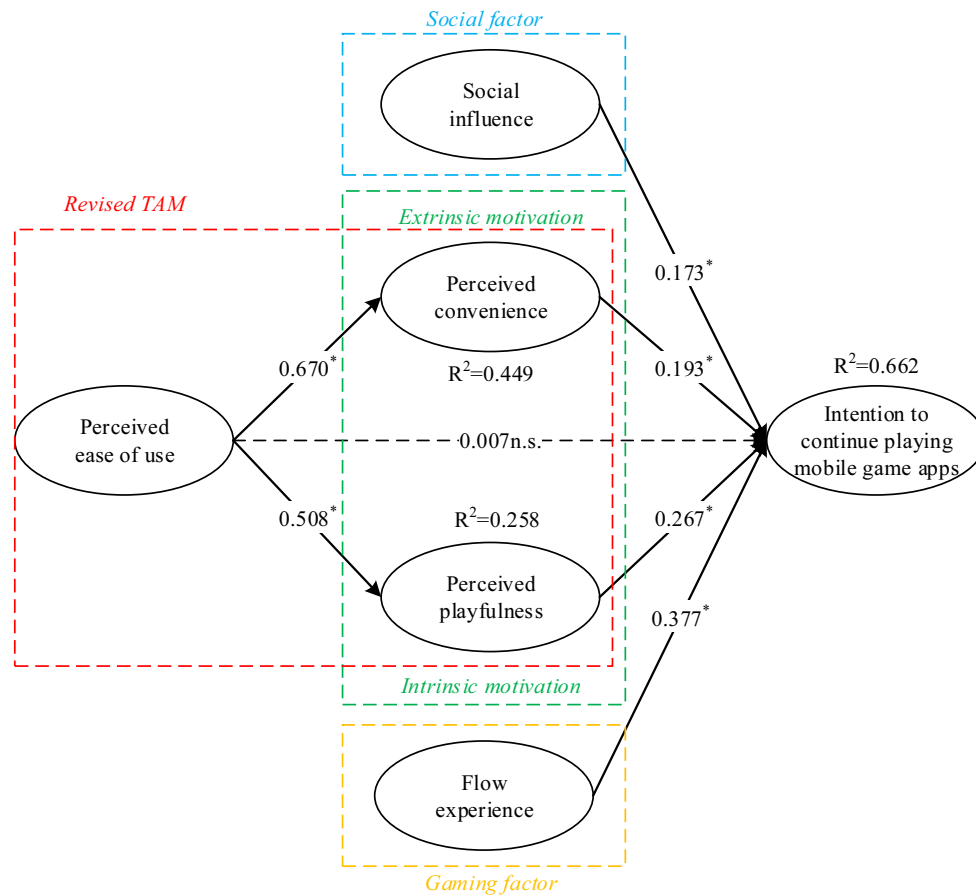 Social factor
Social
influence
Revised TAM
Extrinsic motivation
Perceived
convenience
0.173*
0.670*
R²=0.449
0.193*
R²=0.662
Perceived
ease of use
0.007n.s.
Intention to
continue playing
mobile game apps
0.508*
R²=0.258
0.267*
Perceived
playfulness
0.377*
Intrinsic motivation
Flow
experience
Gaming factor